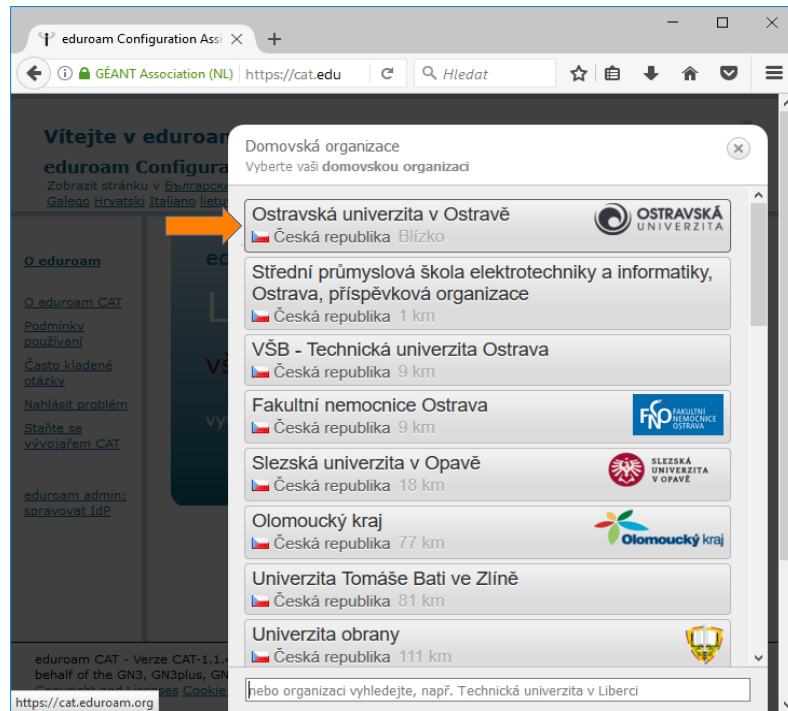 eduroam Configuration Assi
GÉANT Association (NL) https://cat.edu Hledat
Vítejte v eduroam
eduroam Configura
Zobrazit stránku v Български
Galego Hrvatski Italiano
O eduroam
O eduroam CAT
Podmínky
používaní
Často kladené
otázky
Nahlásit problém
Staňte se
vývojařem CAT
eduroam admin:
spravovat IdP
Domovská organizace
Vyberte vaši domovskou organizaci
Ostravská univerzita v Ostravě
Česká republika Blízko
OSTRAVSKÁ
UNIVERZITA
Střední průmyslová škola elektrotechniky a informatiky,
Ostrava, příspěvková organizace
Česká republika 1 km
VŠB - Technická univerzita Ostrava
Česká republika 9 km
Fakultní nemocnice Ostrava
Česká republika 9 km
FNO FAKULTNÍ
NEMOCNICE
OSTRAVA
Slezská univerzita v Opavě
Česká republika 18 km
SLEZSKÁ
UNIVERZITA
V OPAVĚ
Olomoucký kraj
Česká republika 77 km
Olomoucký kraj
Univerzita Tomáše Bati ve Zlíně
Česká republika 81 km
Univerzita obrany
Česká republika 111 km
nebo organizaci vyhledejte, např. Technická univerzita v Liberci
eduroam CAT - Verze CAT-1.1.
behalf of the GN3, GN3plus, GN
Cookie
https://cat.eduroam.org